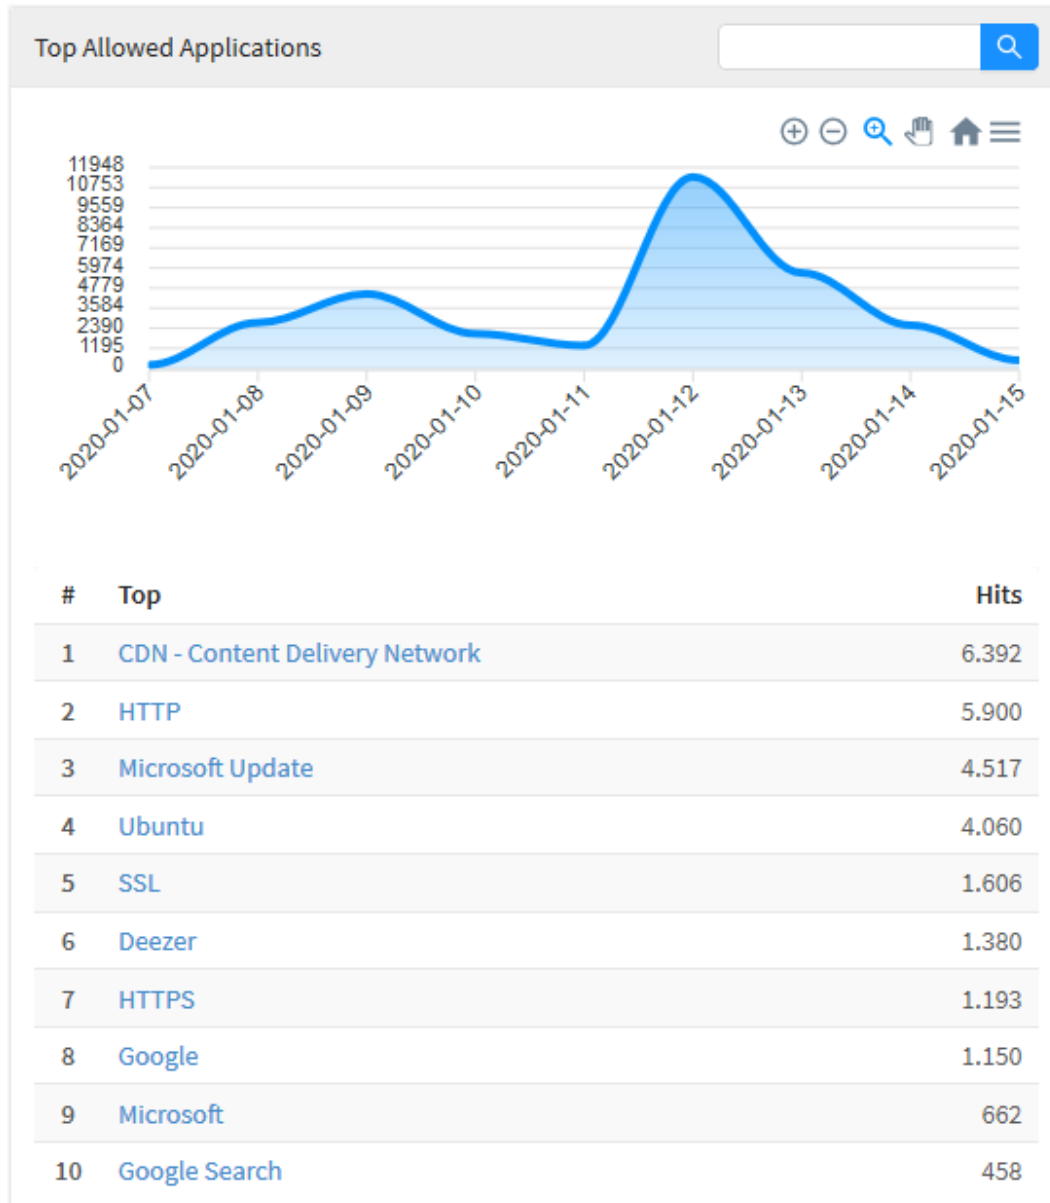 Top Allowed Applications
11948
10753
9559
8364
7169
5974
4779
3584
2390
1195
0
2020-01-07 2020-01-08 2020-01-09 2020-01-10 2020-01-11 2020-01-12 2020-01-13 2020-01-14 2020-01-15
# Top Hits
1 CDN - Content Delivery Network 6.392
2 HTTP 5.900
3 Microsoft Update 4.517
4 Ubuntu 4.060
5 SSL 1.606
6 Deezer 1.380
7 HTTPS 1.193
8 Google 1.150
9 Microsoft 662
10 Google Search 458